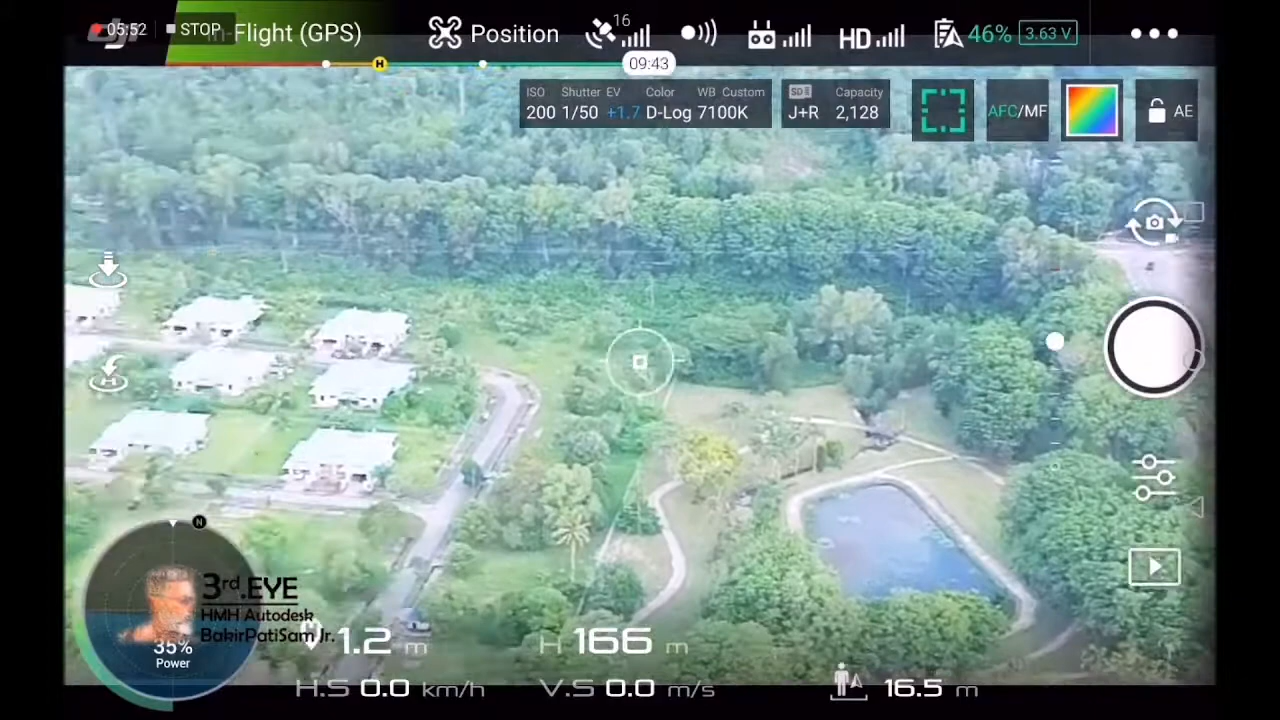 dji
05:52 STOP n-Flight (GPS) Position 16 HD 46% 3.63 V
H 09:43
ISO Shutter EV Color WB Custom
200 1/50 +1.7 D-Log 7100K
SD Capacity
J+R 2,128
AFC/MF
AE
N
3rd.EYE
HMH Autodesk
BakirPatiSam Jr.
35%
Power
1.2 m H 166 m
H.S 0.0 km/h V.S 0.0 m/s 16.5 m